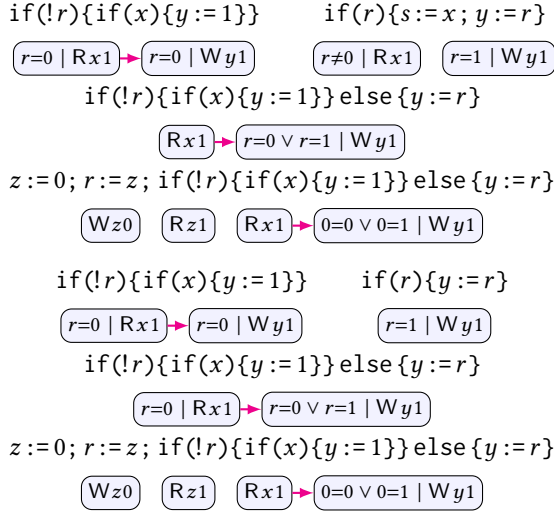 if(!r){if(x){y:=1}} if(r){s:=x; y:=r}
r=0 | Rx1 r=0 | Wy1 r≠0 | Rx1 r=1 | Wy1
if(!r){if(x){y:=1}}else{y:=r}
Rx1 r=0 ∨ r=1 | Wy1
z:=0; r:=z; if(!r){if(x){y:=1}}else{y:=r}
Wz0 Rz1 Rx1 0=0 ∨ 0=1 | Wy1
if(!r){if(x){y:=1}} if(r){y:=r}
r=0 | Rx1 r=0 | Wy1 r=1 | Wy1
if(!r){if(x){y:=1}}else{y:=r}
r=0 | Rx1 r=0 ∨ r=1 | Wy1
z:=0; r:=z; if(!r){if(x){y:=1}}else{y:=r}
Wz0 Rz1 Rx1 0=0 ∨ 0=1 | Wy1